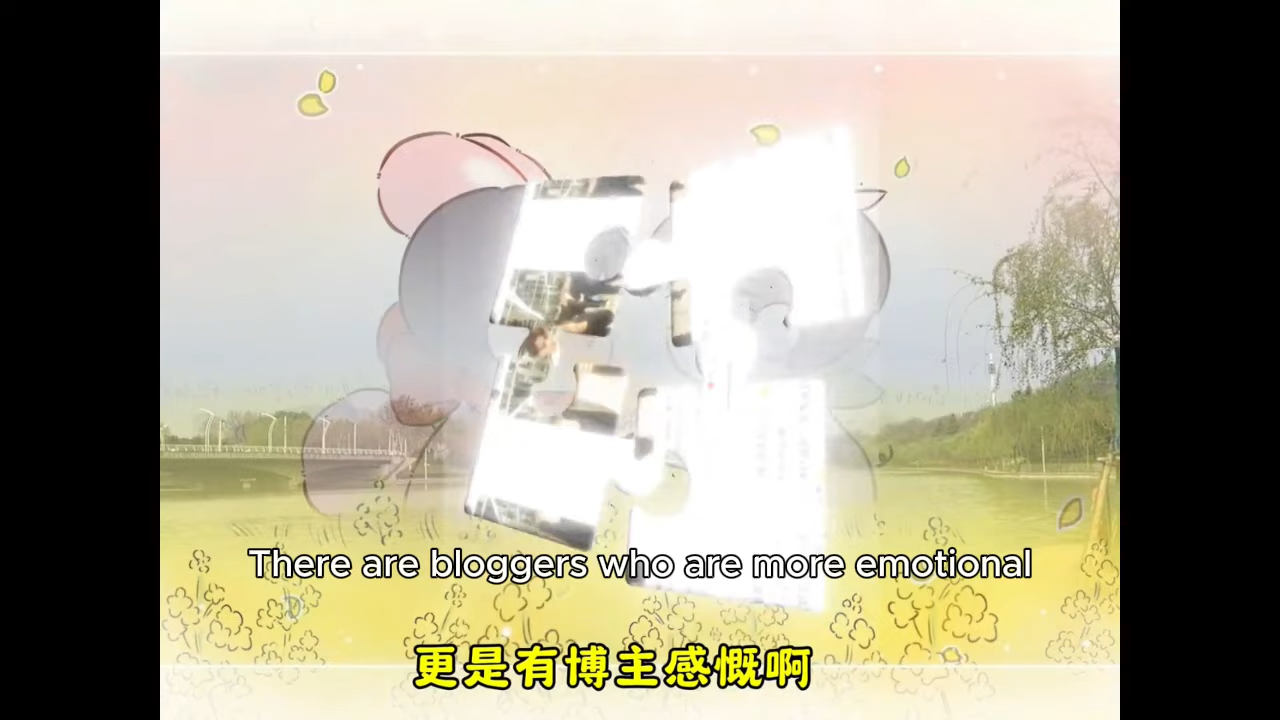 There are bloggers who are more emotional
更是有博主感慨啊